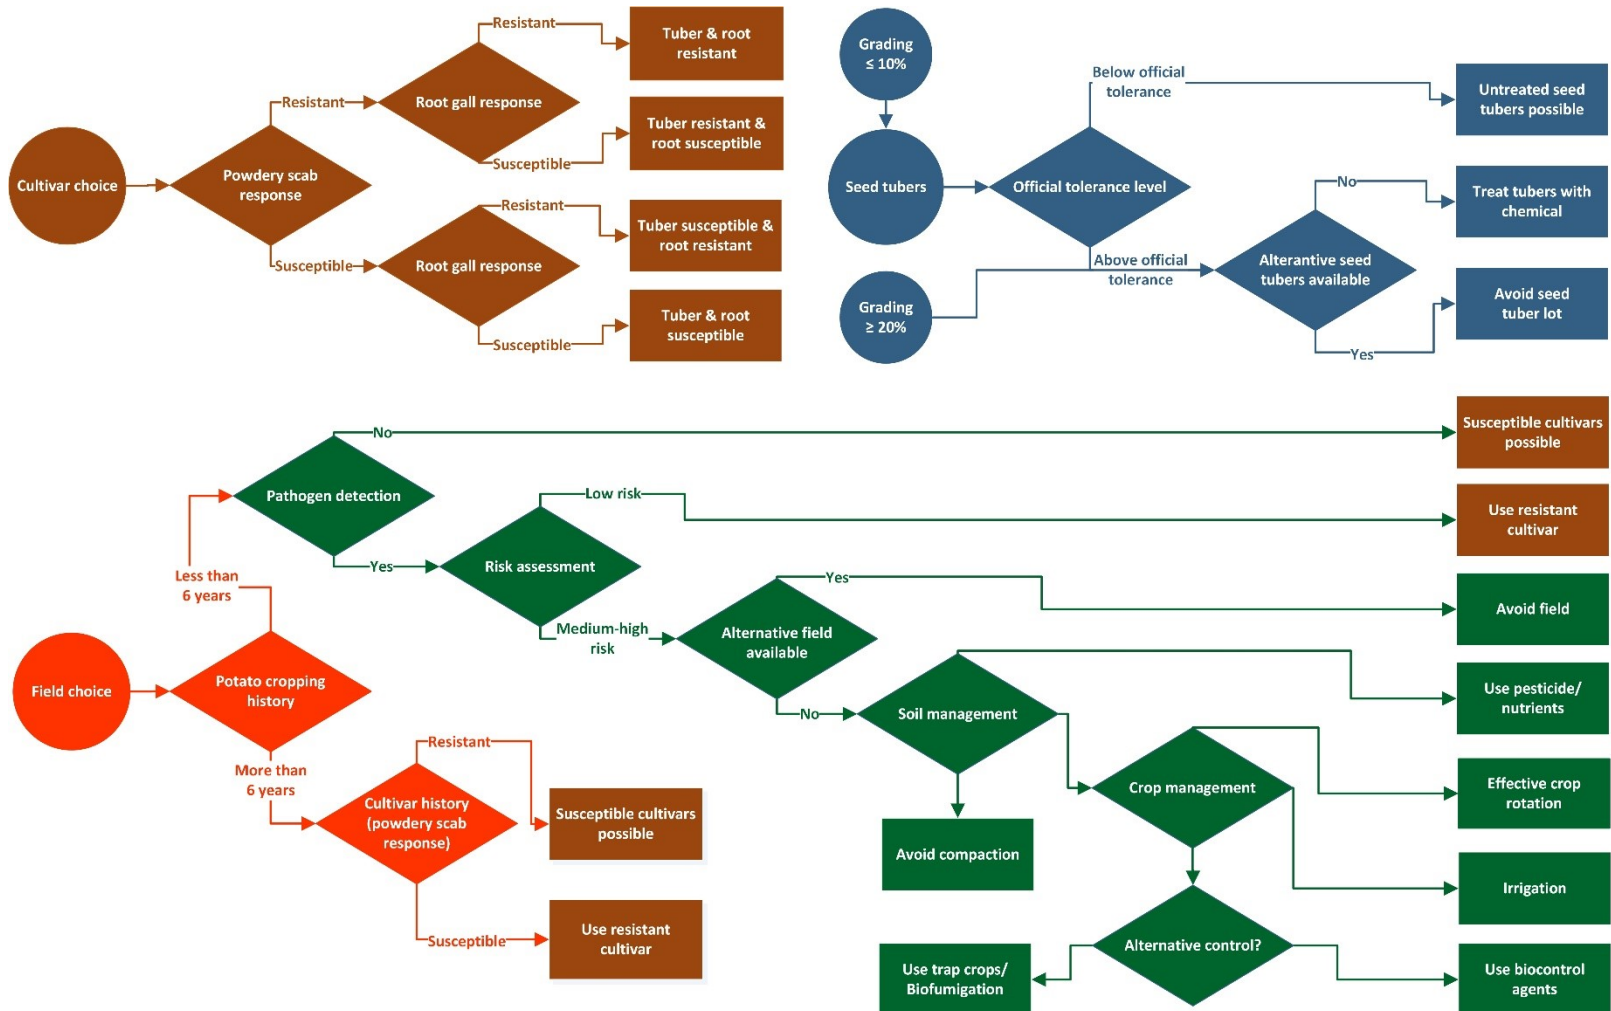 Cultivar choice
Powdery scab
response
Resistant
Susceptible
Root gall response
Resistant
Susceptible
Tuber & root
resistant
Tuber resistant &
root susceptible
Root gall response
Resistant
Susceptible
Tuber susceptible &
root resistant
Tuber & root
susceptible
Grading
≤ 10%
Seed tubers
Grading
≥ 20%
Official tolerance level
Below official
tolerance
Above official
tolerance
Untreated seed
tubers possible
Alterantive seed
tubers available
No
Yes
Treat tubers with
chemical
Avoid seed
tuber lot
Field choice
Potato cropping
history
Less than
6 years
More than
6 years
Pathogen detection
No
Yes
Susceptible cultivars
possible
Risk assessment
Low risk
Medium-high
risk
Use resistant
cultivar
Alternative field
available
Yes
No
Avoid field
Soil management
Use pesticide/
nutrients
Avoid compaction
Crop management
Effective crop
rotation
Irrigation
Alternative control?
Use trap crops/
Biofumigation
Use biocontrol
agents
Cultivar history
(powdery scab
response)
Resistant
Susceptible
Susceptible cultivars
possible
Use resistant
cultivar